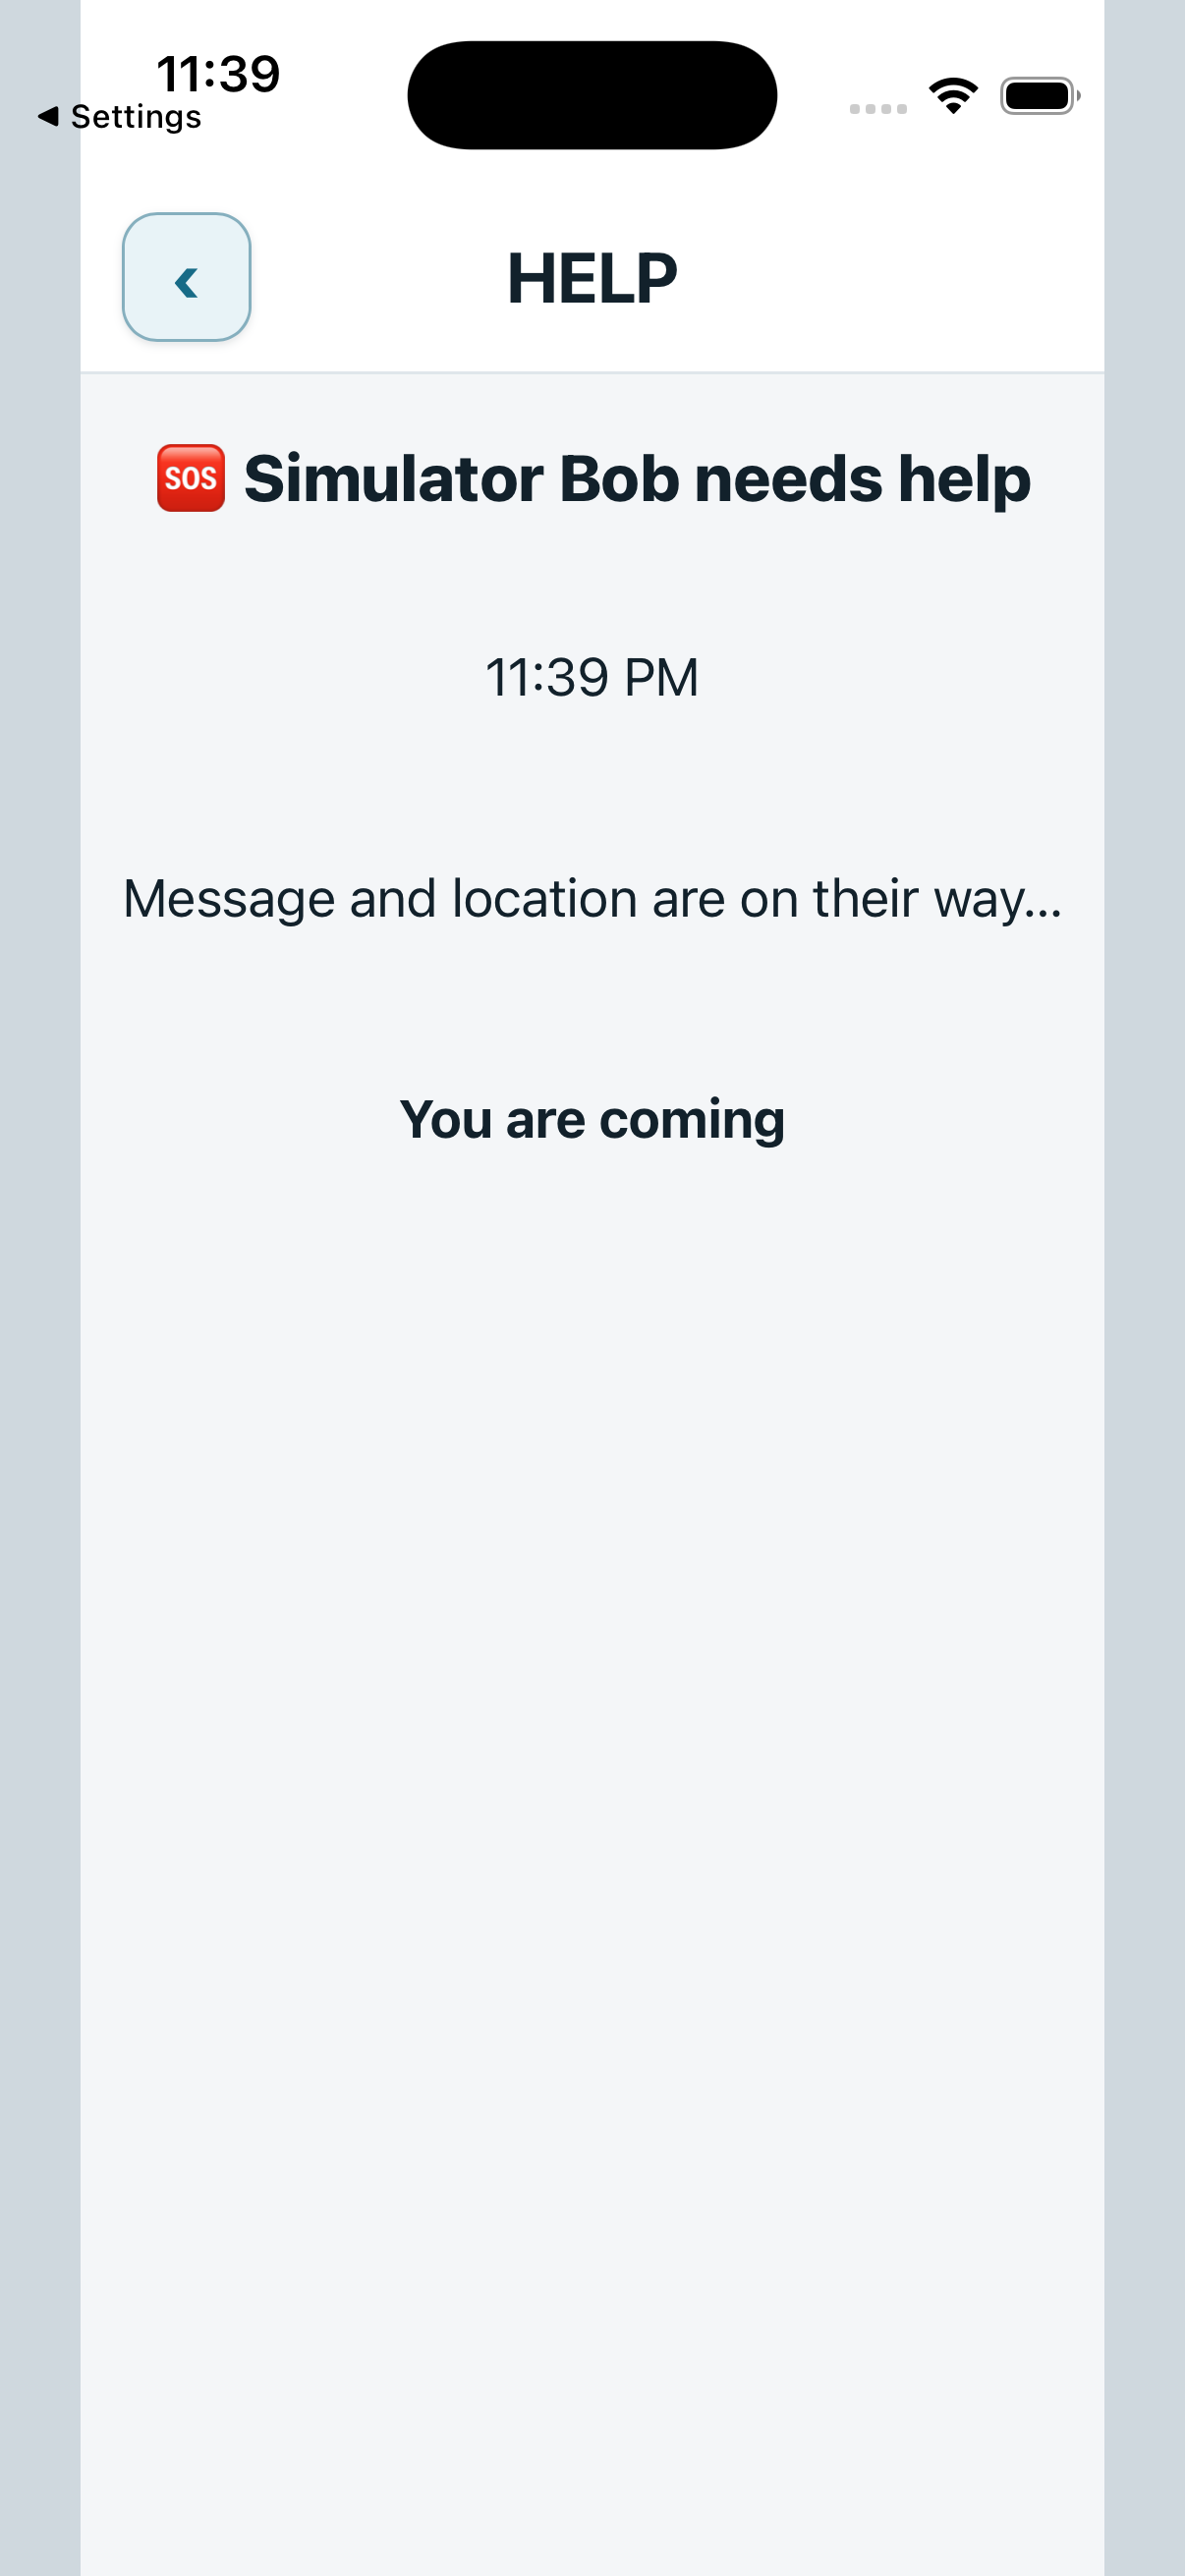 11:39
◀ Settings
‹
HELP
🆘 Simulator Bob needs help
11:39 PM
Message and location are on their way...
You are coming